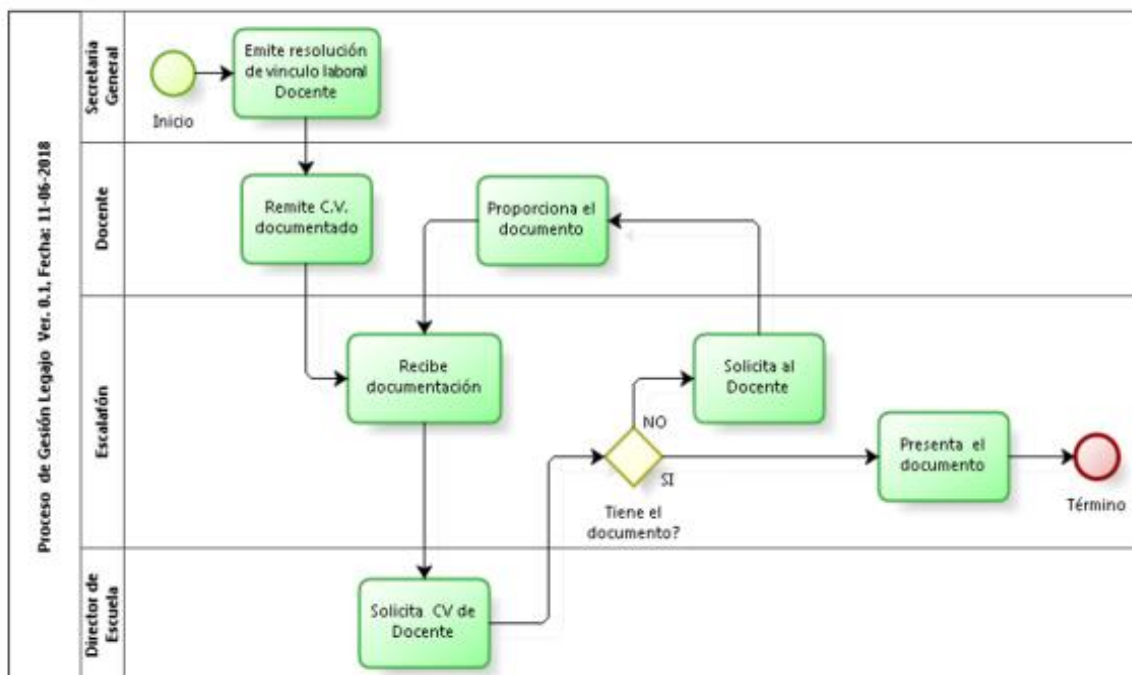 Proceso de Gesión Legajo Ver. 0.1, Fecha: 11-06-2018
Secretaria
General
Inicio
Emite resolución
de vinculo laboral
Docente
Docente
Remite C.V.
documentado
Proporciona el
documento
Escalafón
Recibe
documentación
Solicita al
Docente
NO
SI
Tiene el
documento?
Presenta el
documento
Término
Director de
Escuela
Solicita CV de
Docente